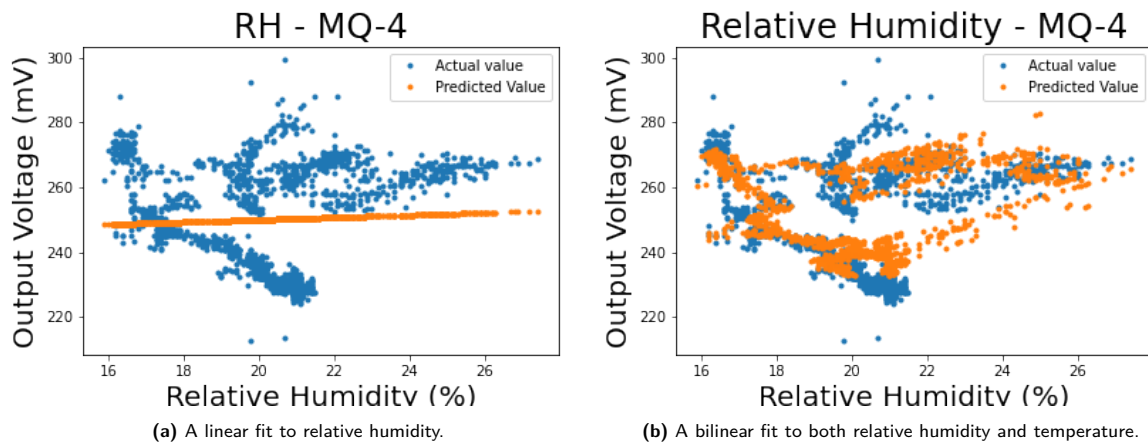 RH - MQ-4
Output Voltage (mV)
300
280
260
240
220
Actual value
Predicted Value
16 18 20 22 24 26
Relative Humidity (%)
(a) A linear fit to relative humidity.
Relative Humidity - MQ-4
Output Voltage (mV)
300
280
260
240
220
Actual value
Predicted Value
16 18 20 22 24 26
Relative Humidity (%)
(b) A bilinear fit to both relative humidity and temperature.